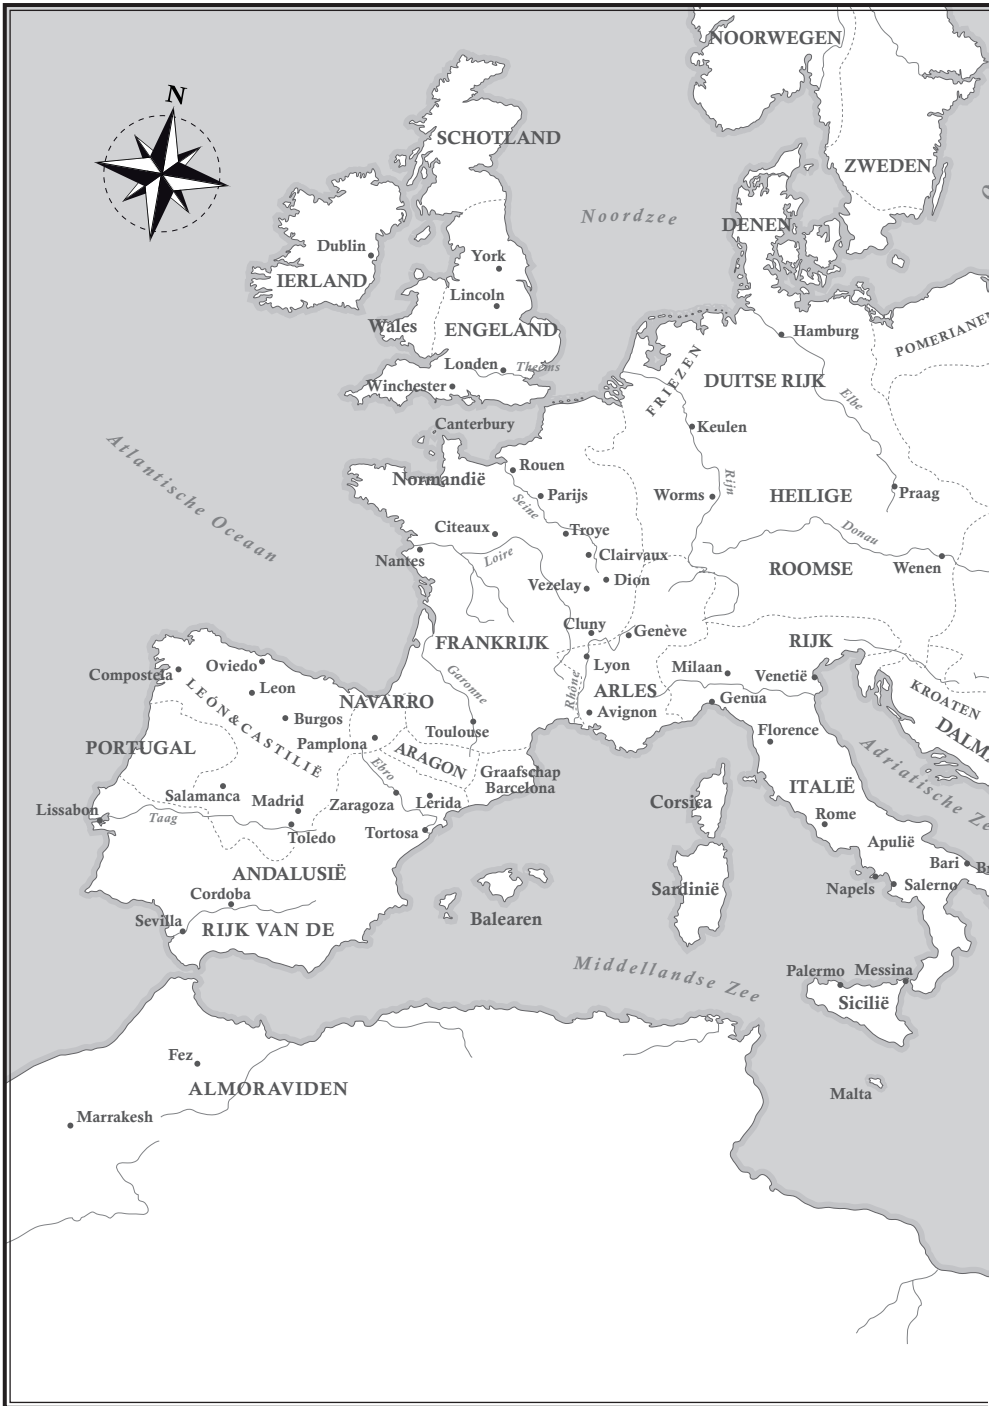 N
NOORWEGEN
SCHOTLAND
ZWEDEN
Noordzee
DENEN
Dublin
York
IERLAND
Lincoln
Wales
ENGELAND
Hamburg
POMERIANEN
Londen
Theems
FRIEZEN
DUITSE RIJK
Winchester
Elbe
Canterbury
Keulen
Atlantische Oceaan
Rouen
Normandië
Parijs
Seine
Worms
Rijn
HEILIGE
Praag
Citeaux
Troye
Donau
Nantes
Loire
Clairvaux
ROOMSE
Wenen
Vezelay
Dion
Cluny
Genève
FRANKRIJK
RIJK
Compostela
Oviedo
Lyon
Milaan
Venetië
Leon
Garonne
Rhône
ARLES
KROATEN
LEÓN & CASTILIË
NAVARRO
Genua
Burgos
Avignon
Toulouse
Florence
DALM
PORTUGAL
Pamplona
ARAGON
Adriatische Ze
Ebro
Graafschap
Barcelona
ITALIË
Salamanca
Madrid
Zaragoza
Lerida
Corsica
Lissabon
Taag
Rome
Toledo
Tortosa
Apulië
Bari
Br
ANDALUSIË
Cordoba
Sardinië
Napels
Salerno
Sevilla
RIJK VAN DE
Balearen
Middellandse Zee
Palermo
Messina
Sicilië
Fez
ALMORAVIDEN
Malta
Marrakesh